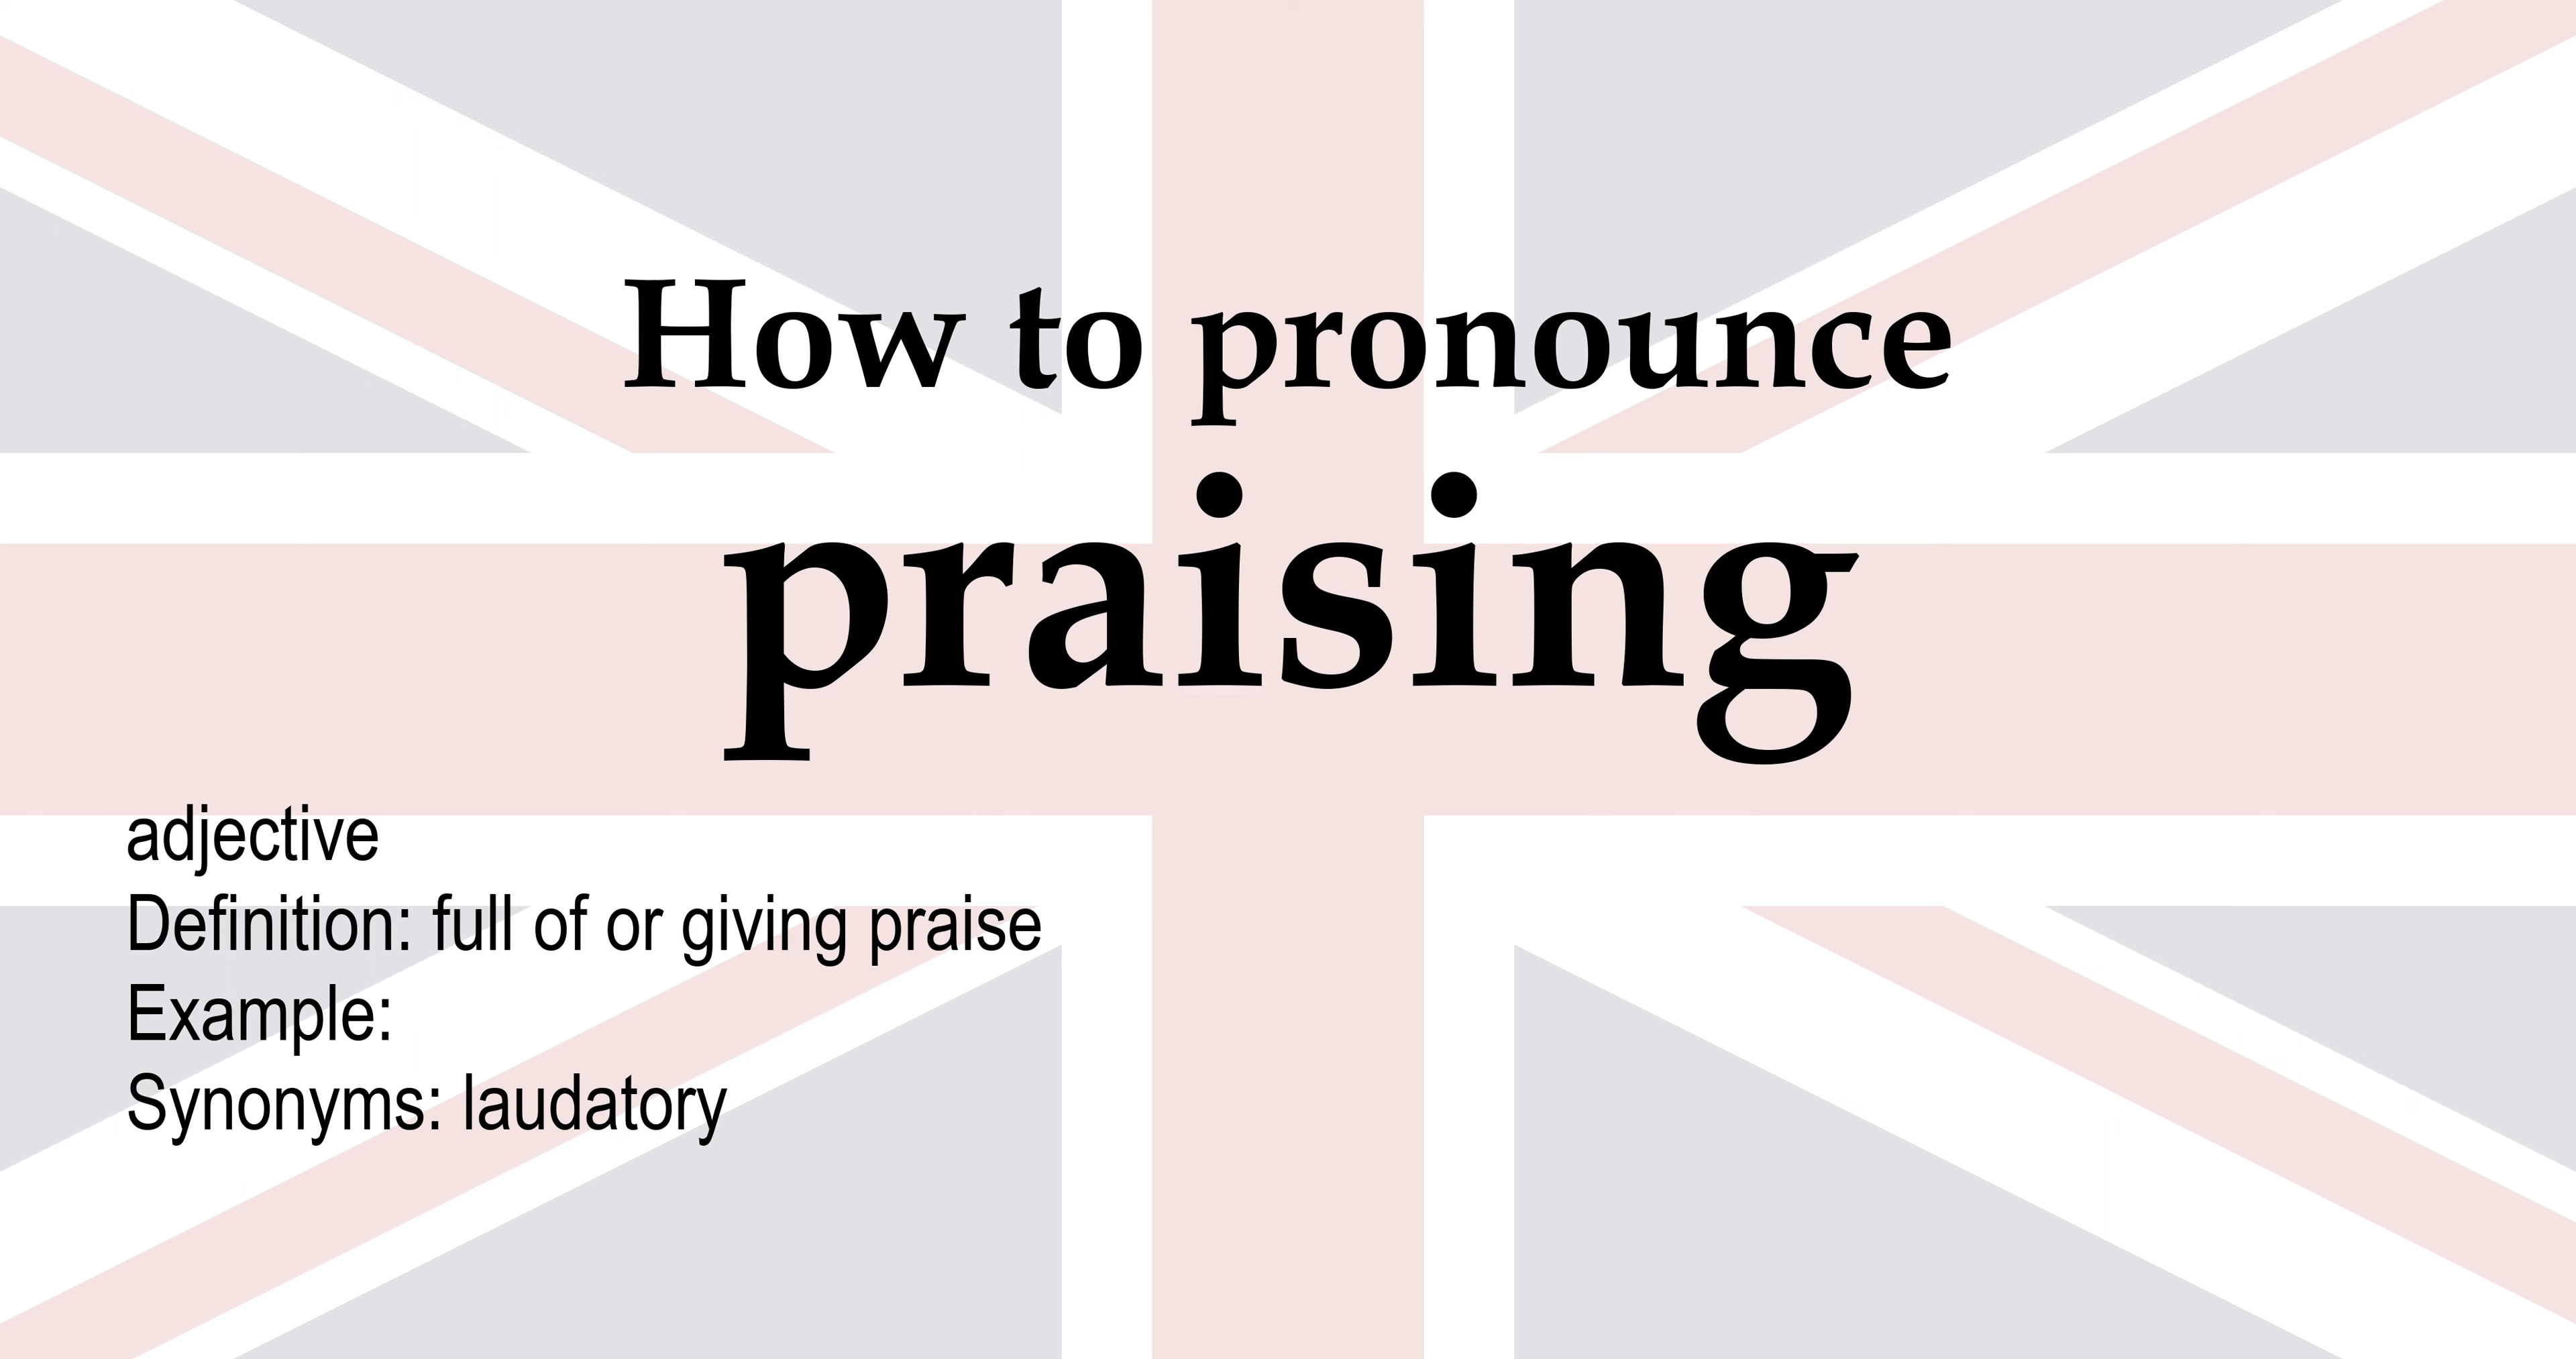 How to pronounce
praising
adjective
Definition: full of or giving praise
Example:
Synonyms: laudatory